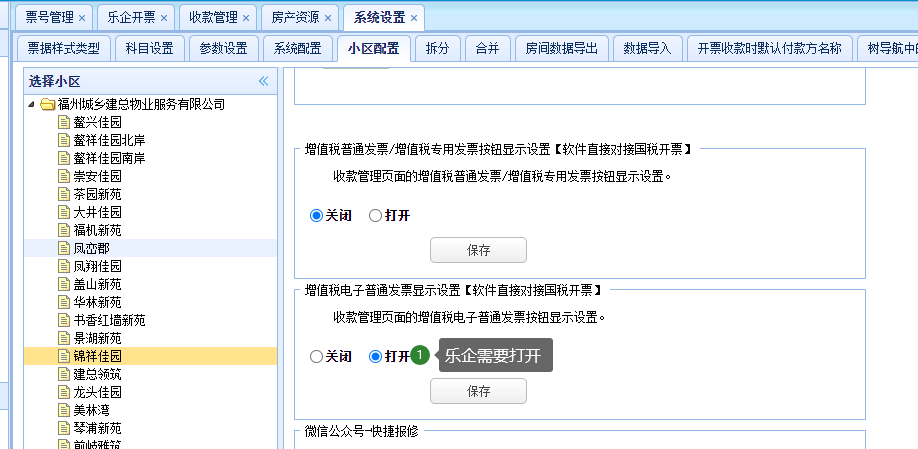 票号管理 × 乐企开票 × 收款管理 × 房产资源 × 系统设置 ×
票据样式类型 科目设置 参数设置 系统配置 小区配置 拆分 合并 房间数据导出 数据导入 开票收款时默认付款方名称 树导航中的
选择小区
福州城乡建总物业服务有限公司
鳌兴佳园
鳌祥佳园北岸
鳌祥佳园南岸
崇安佳园
茶园新苑
大井佳园
福机新苑
凤峦郡
凤翔佳园
盖山新苑
华林新苑
书香红墙新苑
景湖新苑
锦祥佳园
建总领筑
龙头佳园
美林湾
琴浦新苑
前岐雅筑
增值税普通发票/增值税专用发票按钮显示设置【软件直接对接国税开票】
收款管理页面的增值税普通发票/增值税专用发票按钮显示设置。
关闭 打开
保存
增值税电子普通发票显示设置【软件直接对接国税开票】
收款管理页面的增值税电子普通发票按钮显示设置。
关闭 打开 1 乐企需要打开
保存
微信公众号-快捷报修